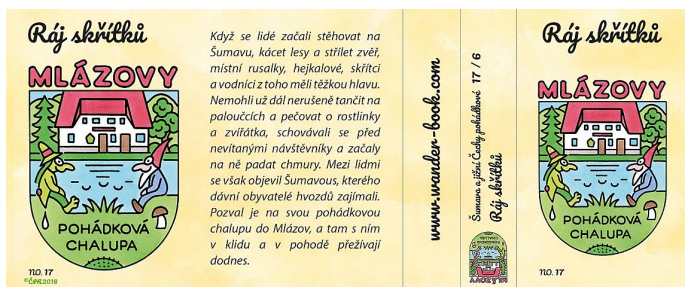 Ráj skřítků
MLÁZOVY
POHÁDKOVÁ
CHALUPA
NO. 17
©ČPR2018
Když se lidé začali stěhovat na
Šumavu, kácet lesy a střílet zvěř,
místní rusalky, hejkalové, skřítci
a vodníci z toho měli těžkou hlavu.
Nemohli už dál nerušeně tančit na
paloučcích a pečovat o rostlinky
a zvířátka, schovávali se před
nevítanými návštěvníky a začaly
na ně padat chmury. Mezi lidmi
se však objevil Šumavous, kterého
dávní obyvatelé hvozdů zajímali.
Pozval je na svou pohádkovou
chalupu do Mlázov, a tam s ním
v klidu a v pohodě přežívají
dodnes.
www.wander-book.com
Šumava a jižní Čechy pohádkové 17 / 6
Ráj skřítků
MLÁZOVY
POHÁDKOVÁ
CHALUPA
Ráj skřítků
MLÁZOVY
POHÁDKOVÁ
CHALUPA
NO. 17